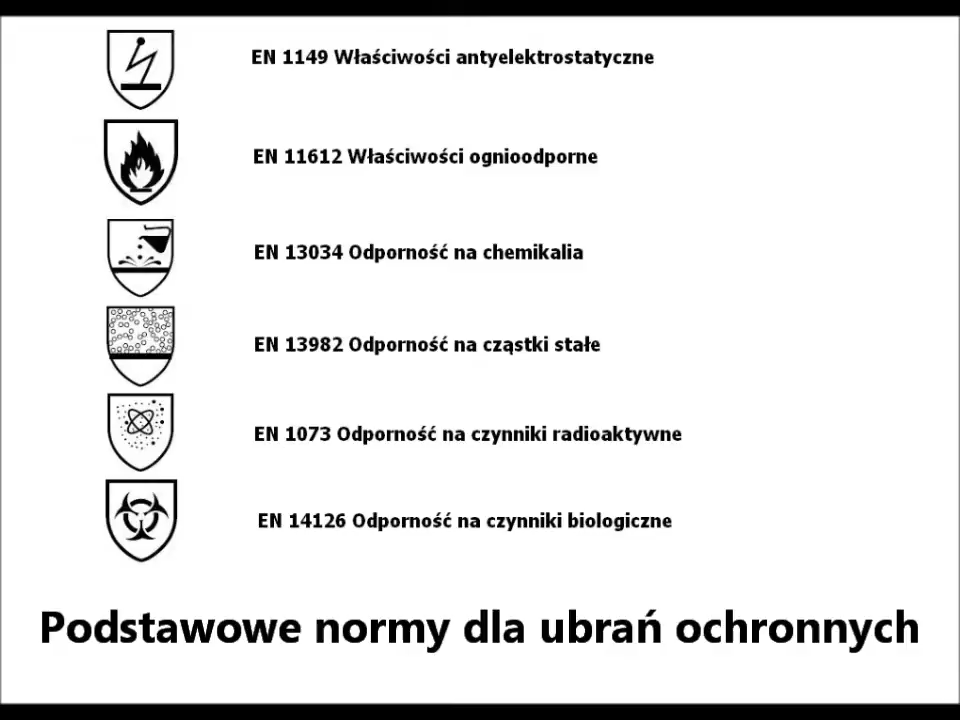 EN 1149 Właściwości antyelektrostatyczne
EN 11612 Właściwości ognioodporne
EN 13034 Odporność na chemikalia
EN 13982 Odporność na cząstki stałe
EN 1073 Odporność na czynniki radioaktywne
EN 14126 Odporność na czynniki biologiczne
Podstawowe normy dla ubrań ochronnych